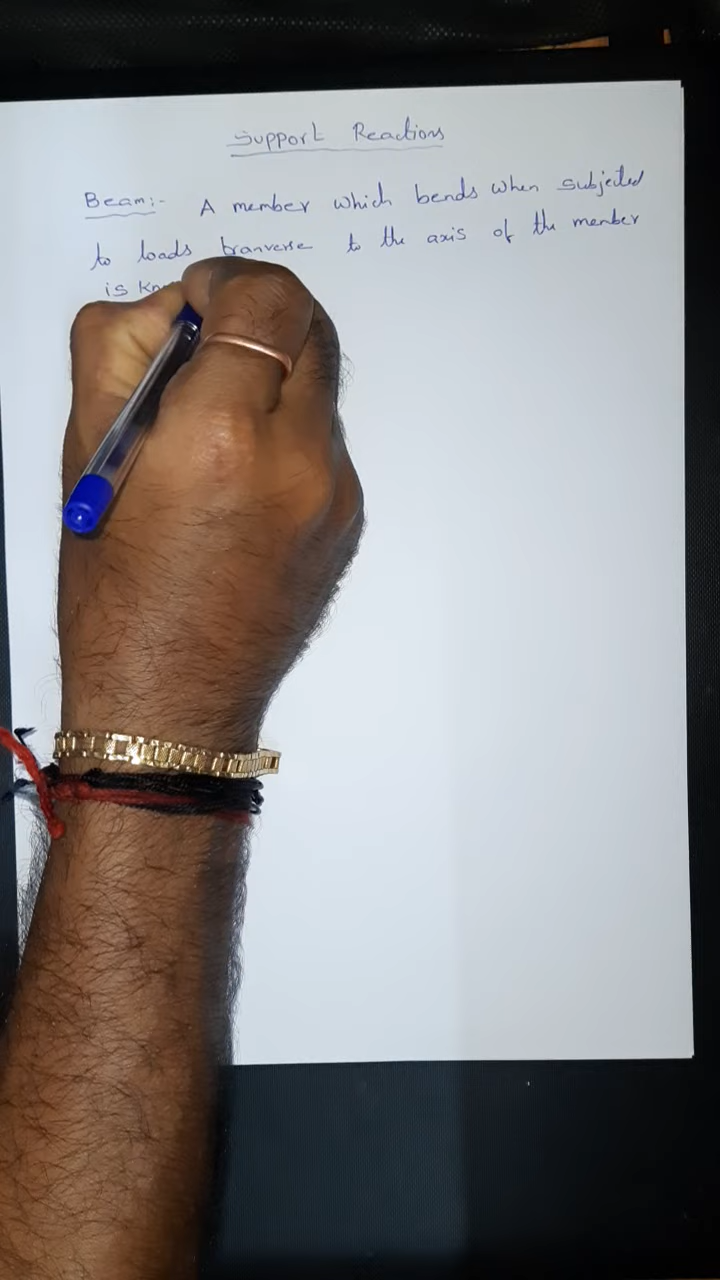 Support Reactions
Beam:- A member which bends when subjected
to loads tranverse to the axis of the member
is